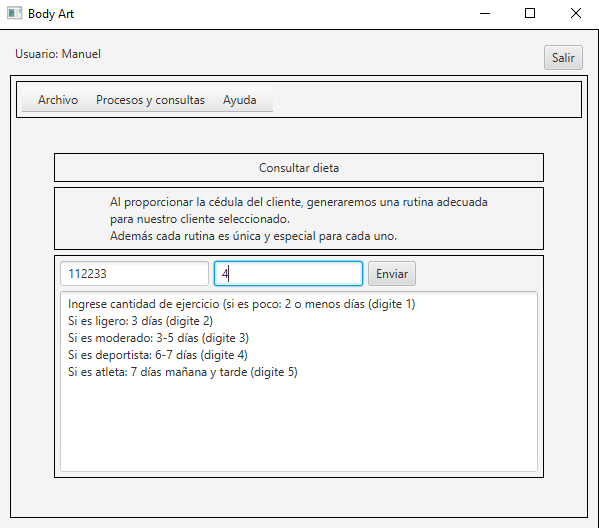 Body Art
Usuario: Manuel
Salir
Archivo Procesos y consultas Ayuda
Consultar dieta
Al proporcionar la cédula del cliente, generaremos una rutina adecuada
para nuestro cliente seleccionado.
Además cada rutina es única y especial para cada uno.
112233 4 Enviar
Ingrese cantidad de ejercicio (si es poco: 2 o menos días (digite 1)
Si es ligero: 3 días (digite 2)
Si es moderado: 3-5 días (digite 3)
Si es deportista: 6-7 días (digite 4)
Si es atleta: 7 días mañana y tarde (digite 5)